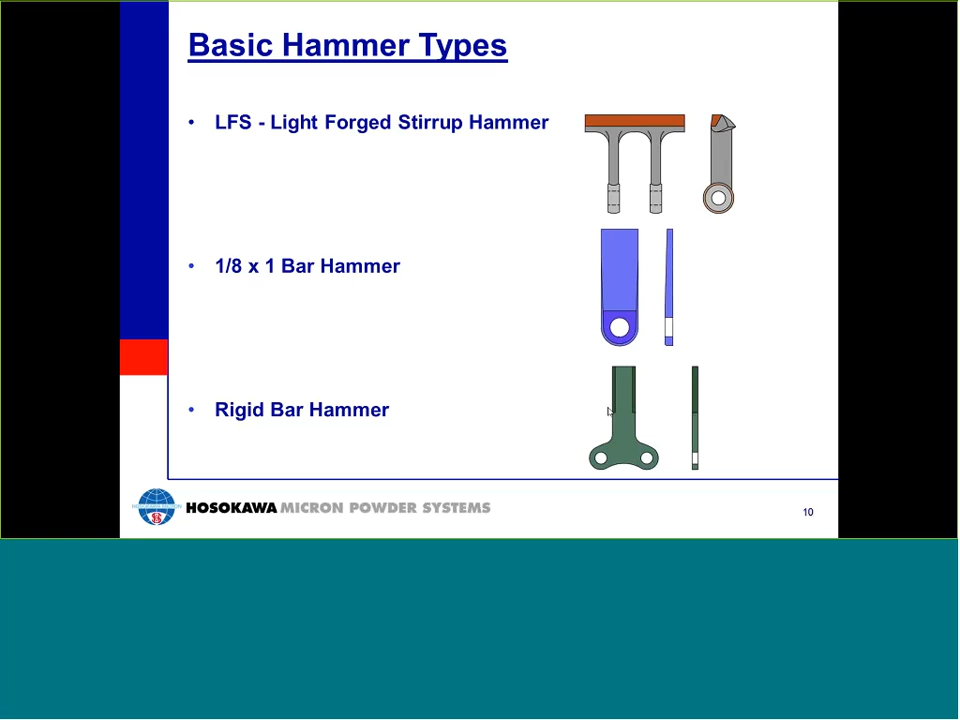 Basic Hammer Types
• LFS - Light Forged Stirrup Hammer
• 1/8 x 1 Bar Hammer
• Rigid Bar Hammer
HOSOKAWA MICRON POWDER SYSTEMS
10